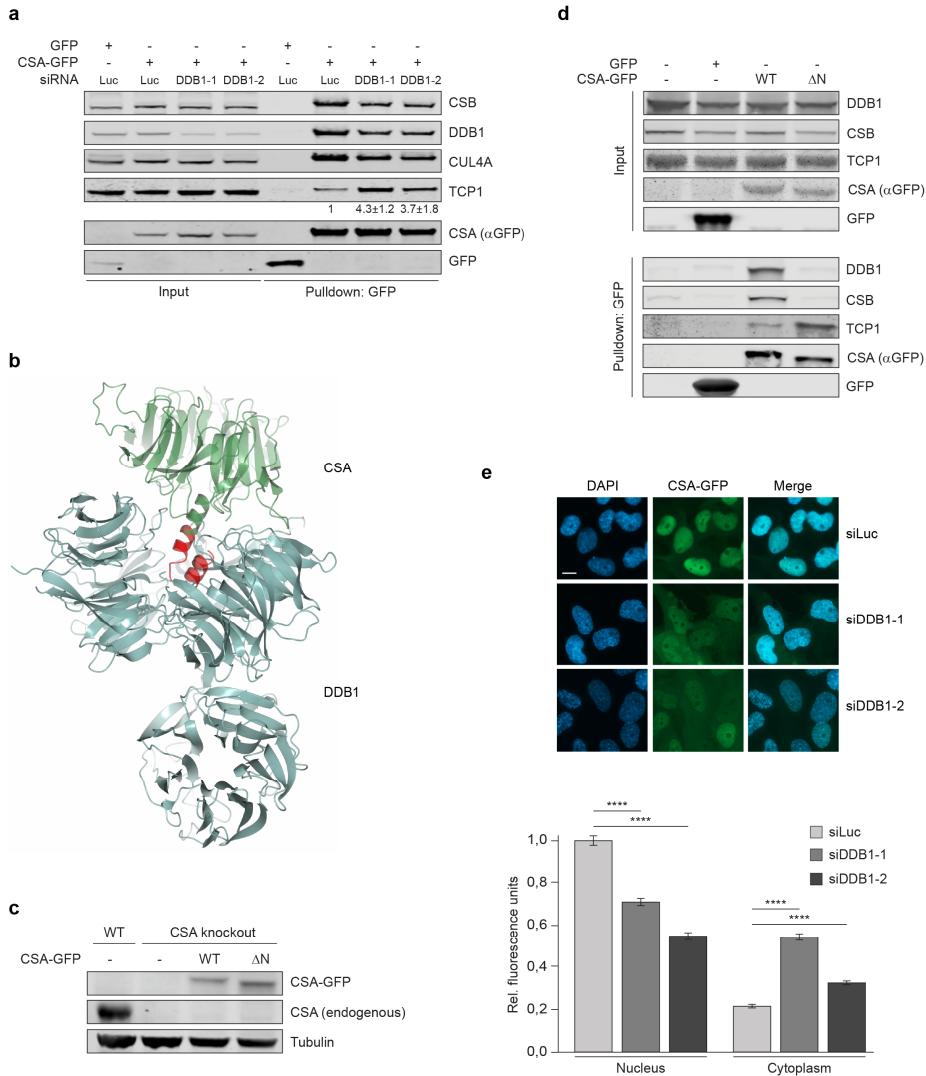 a
GFP + - - - + - - -
CSA-GFP - + + + - + + +
siRNA Luc Luc DDB1-1 DDB1-2 Luc Luc DDB1-1 DDB1-2
CSB
DDB1
CUL4A
TCP1
1 4.3±1.2 3.7±1.8
CSA (αGFP)
GFP
Input Pulldown: GFP
b
CSA
DDB1
c
WT CSA knockout
CSA-GFP - - WT ΔN
CSA-GFP
CSA (endogenous)
Tubulin
d
GFP - + - -
CSA-GFP - - WT ΔN
Input
DDB1
CSB
TCP1
CSA (αGFP)
GFP
Pulldown: GFP
DDB1
CSB
TCP1
CSA (αGFP)
GFP
e
DAPI CSA-GFP Merge
siLuc
siDDB1-1
siDDB1-2
Rel. fluorescence units
1,0
0,8
0,6
0,4
0,2
0,0
****
****
****
****
siLuc
siDDB1-1
siDDB1-2
Nucleus Cytoplasm